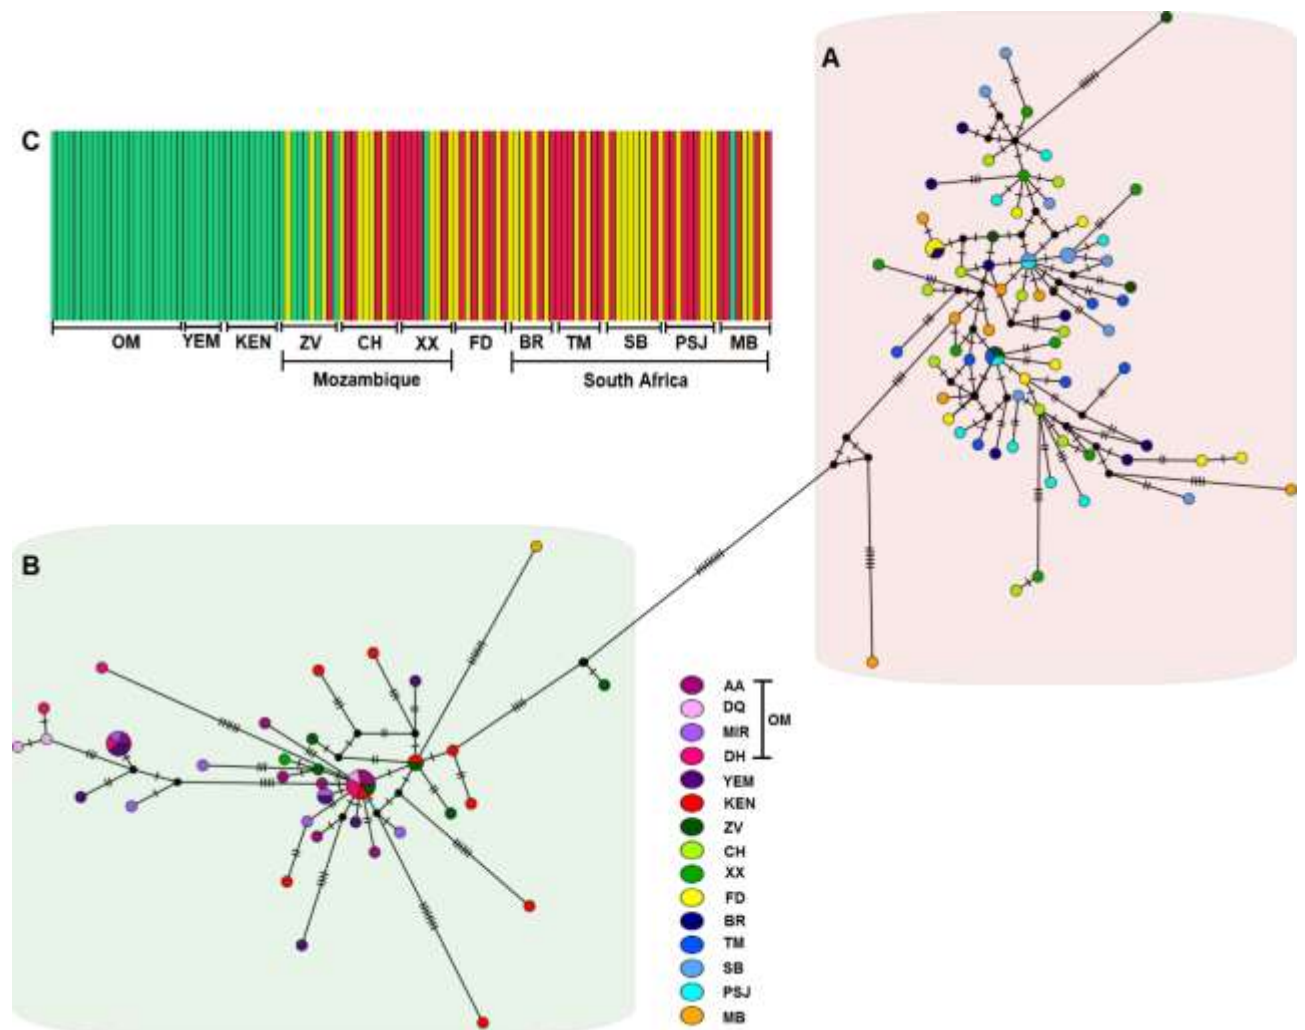 A
C
OM YEM KEN ZV CH XX FD BR TM SB PSJ MB
Mozambique South Africa
B
AA
DQ
OM
MIR
DH
YEM
KEN
ZV
CH
XX
FD
BR
TM
SB
PSJ
MB